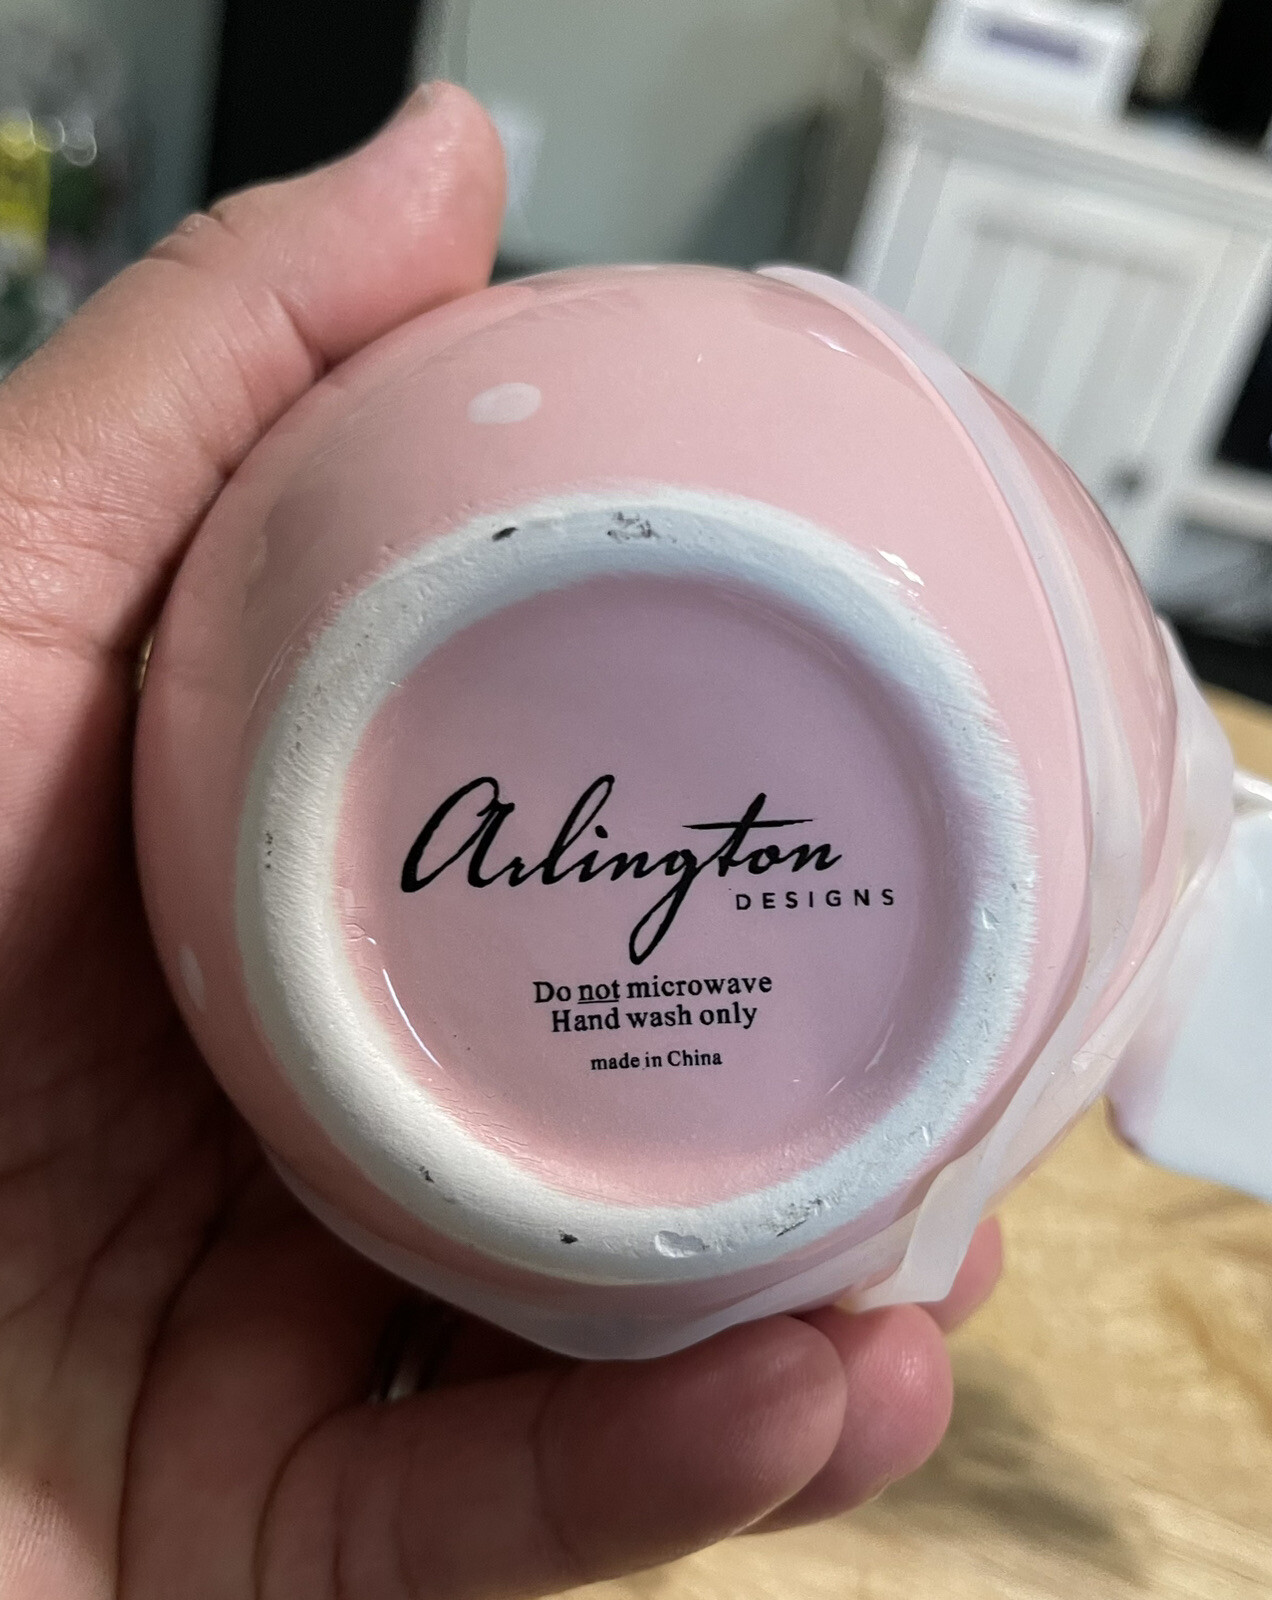 Arlington
DESIGNS
Do not microwave
Hand wash only
made in China